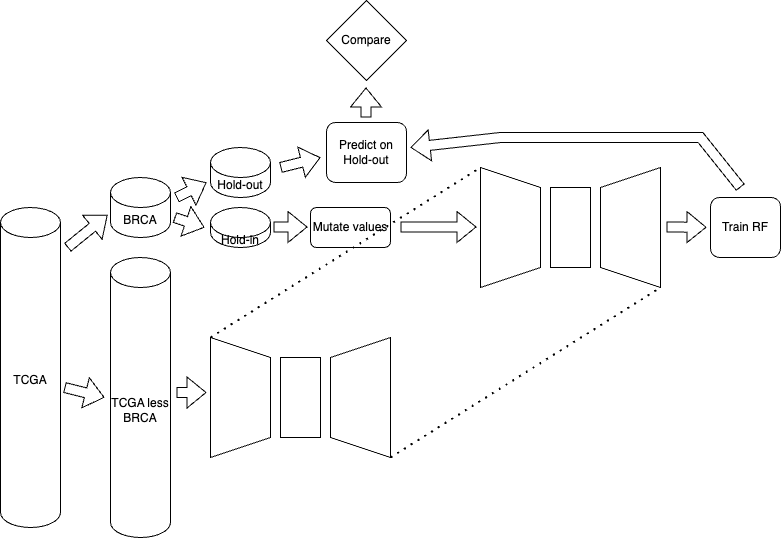 Compare
Predict on
Hold-out
Hold-out
BRCA
Hold-in
Mutate values
Train RF
TCGA
TCGA less
BRCA